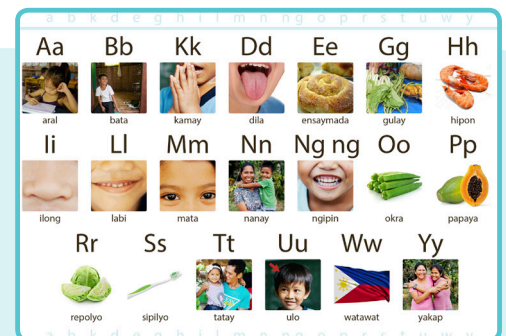 a b k d e g h i l m n ng o p r s t u w y
Aa Bb Kk Dd Ee Gg Hh
aral bata kamay dila ensaymada gulay hipon
Ii Ll Mm Nn Ng ng Oo Pp
ilong labi mata nanay ngipin okra papaya
Rr Ss Tt Uu Ww Yy
repolyo sipilyo tatay ulo watawat yakap
a b k d e g h i l m n ng o p r s t u w y